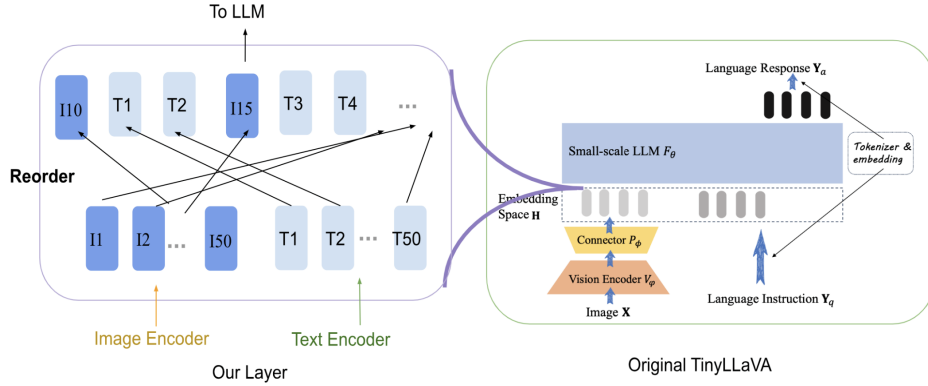 To LLM
I10 T1 T2 I15 T3 T4 ...
Reorder
I1 I2 ... I50 T1 T2 ... T50
Image Encoder Text Encoder
Our Layer
Language Response Yₐ
Small-scale LLM F_θ
Tokenizer &
embedding
Embedding
Space H
Connector P_ϕ
Vision Encoder V_φ
Image X
Language Instruction Y_q
Original TinyLLaVA